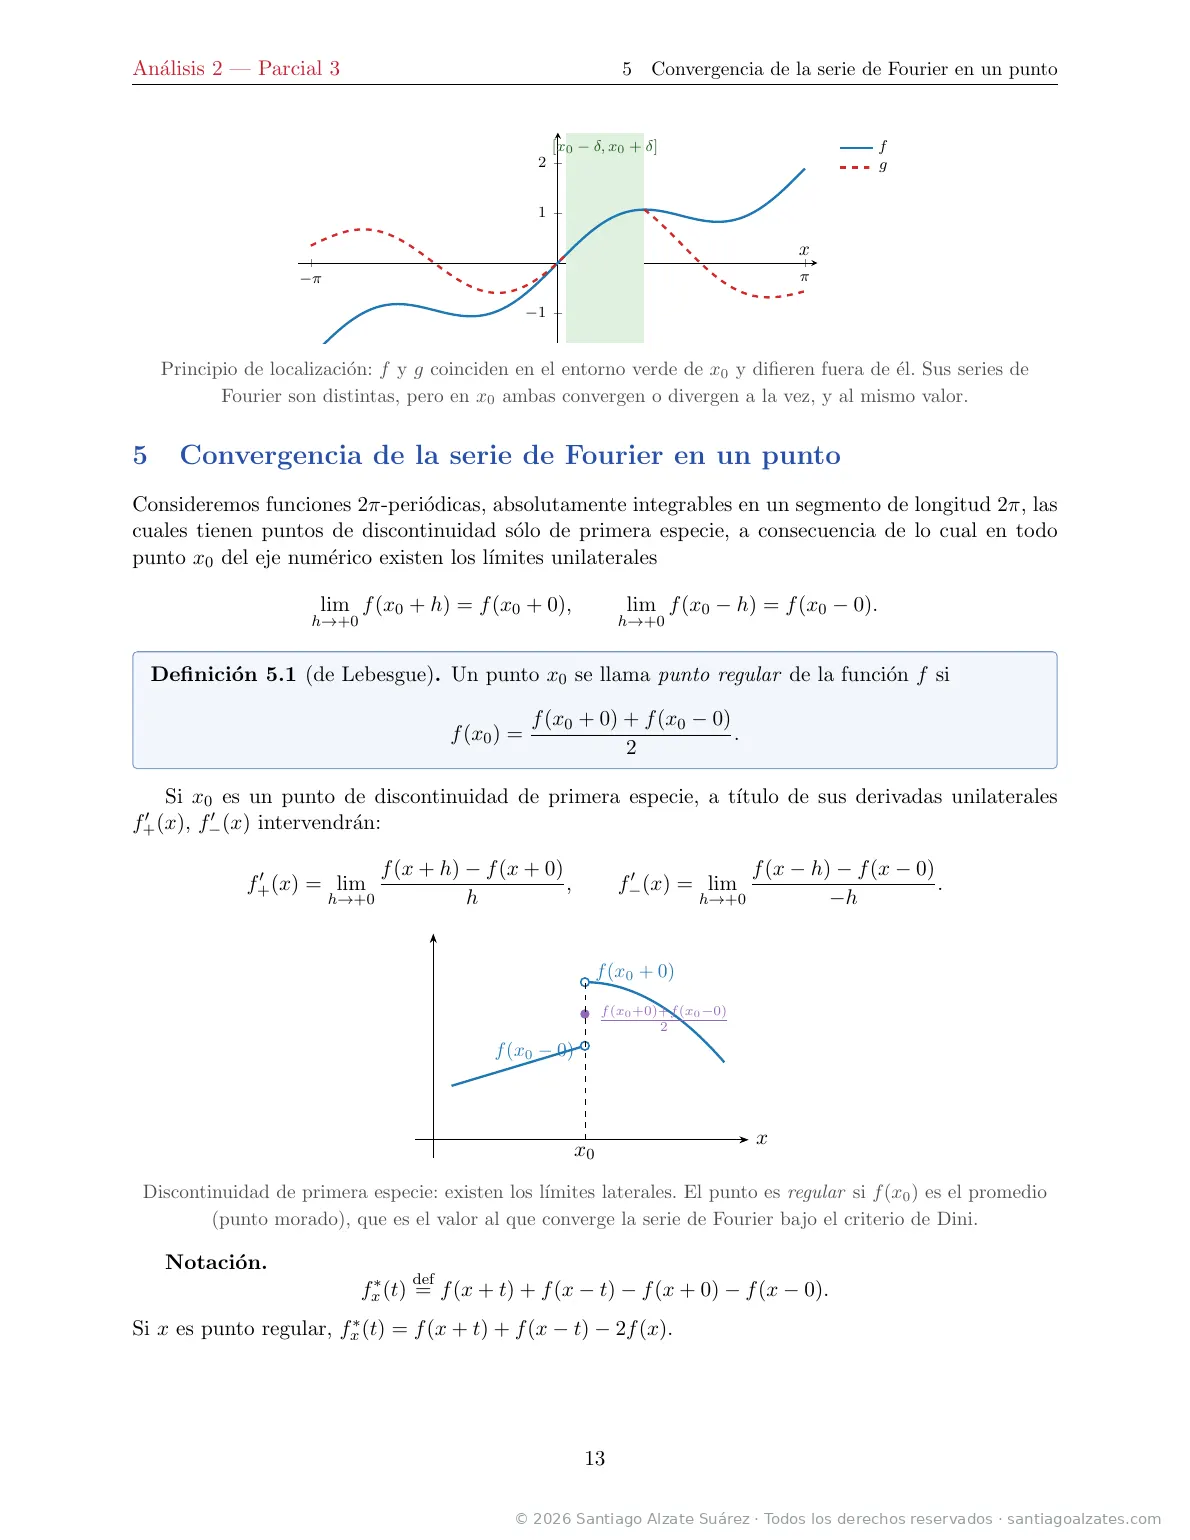 Análisis 2 — Parcial 3
5 Convergencia de la serie de Fourier en un punto
[x₀ − δ, x₀ + δ]
f
g
2
1
−1
−π
x
π
Principio de localización: f y g coinciden en el entorno verde de x₀ y difieren fuera de él. Sus series de
Fourier son distintas, pero en x₀ ambas convergen o divergen a la vez, y al mismo valor.
5 Convergencia de la serie de Fourier en un punto
Consideremos funciones 2π-periódicas, absolutamente integrables en un segmento de longitud 2π, las
cuales tienen puntos de discontinuidad sólo de primera especie, a consecuencia de lo cual en todo
punto x₀ del eje numérico existen los límites unilaterales
lim_{h→+0} f(x₀ + h) = f(x₀ + 0), lim_{h→+0} f(x₀ − h) = f(x₀ − 0).
Definición 5.1 (de Lebesgue). Un punto x₀ se llama punto regular de la función f si
f(x₀) = \frac{f(x₀ + 0) + f(x₀ − 0)}{2}.
Si x₀ es un punto de discontinuidad de primera especie, a título de sus derivadas unilaterales
f′₊(x), f′₋(x) intervendrán:
f′₊(x) = lim_{h→+0} \frac{f(x + h) − f(x + 0)}{h}, f′₋(x) = lim_{h→+0} \frac{f(x − h) − f(x − 0)}{−h}.
f(x₀ + 0)
\frac{f(x₀+0)+f(x₀−0)}{2}
f(x₀ − 0)
x
x₀
Discontinuidad de primera especie: existen los límites laterales. El punto es regular si f(x₀) es el promedio
(punto morado), que es el valor al que converge la serie de Fourier bajo el criterio de Dini.
Notación.
f*ₓ(t) \overset{def}{=} f(x + t) + f(x − t) − f(x + 0) − f(x − 0).
Si x es punto regular, f*ₓ(t) = f(x + t) + f(x − t) − 2f(x).
13
© 2026 Santiago Alzate Suárez · Todos los derechos reservados · santiagoalzates.com